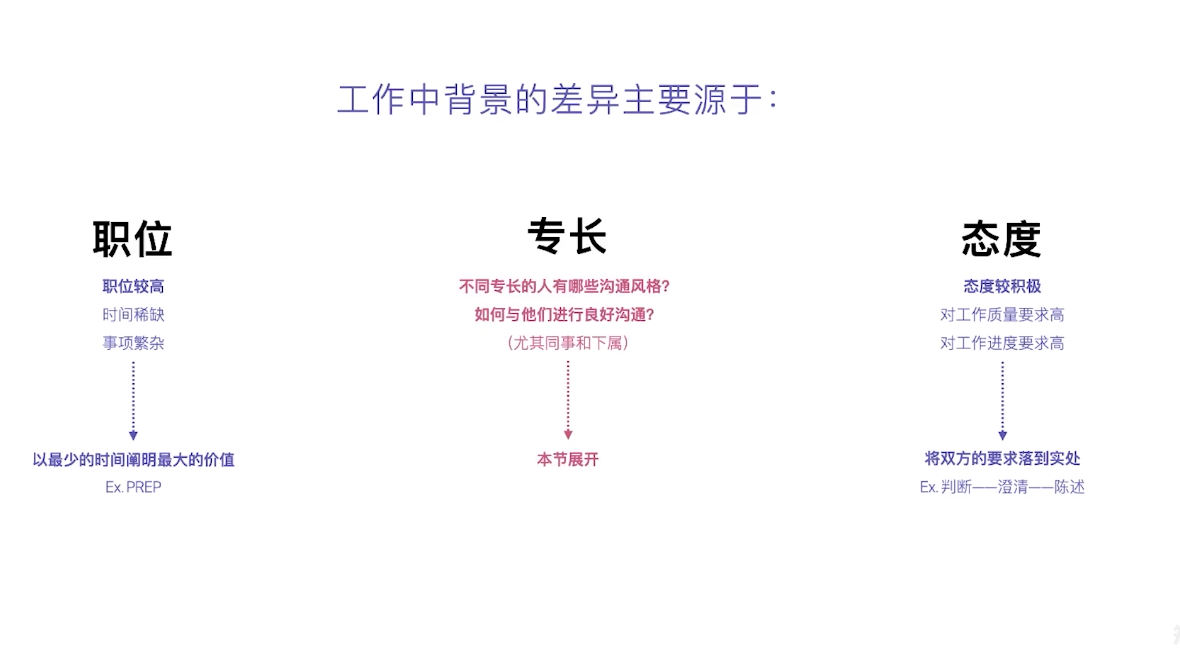 工作中背景的差异主要源于：
职位
职位较高
时间稀缺
事项繁杂
以最少的时间阐明最大的价值
Ex. PREP
专长
不同专长的人有哪些沟通风格？
如何与他们进行良好沟通？
（尤其同事和下属）
本节展开
态度
态度较积极
对工作质量要求高
对工作进度要求高
将双方的要求落到实处
Ex. 判断——澄清——陈述